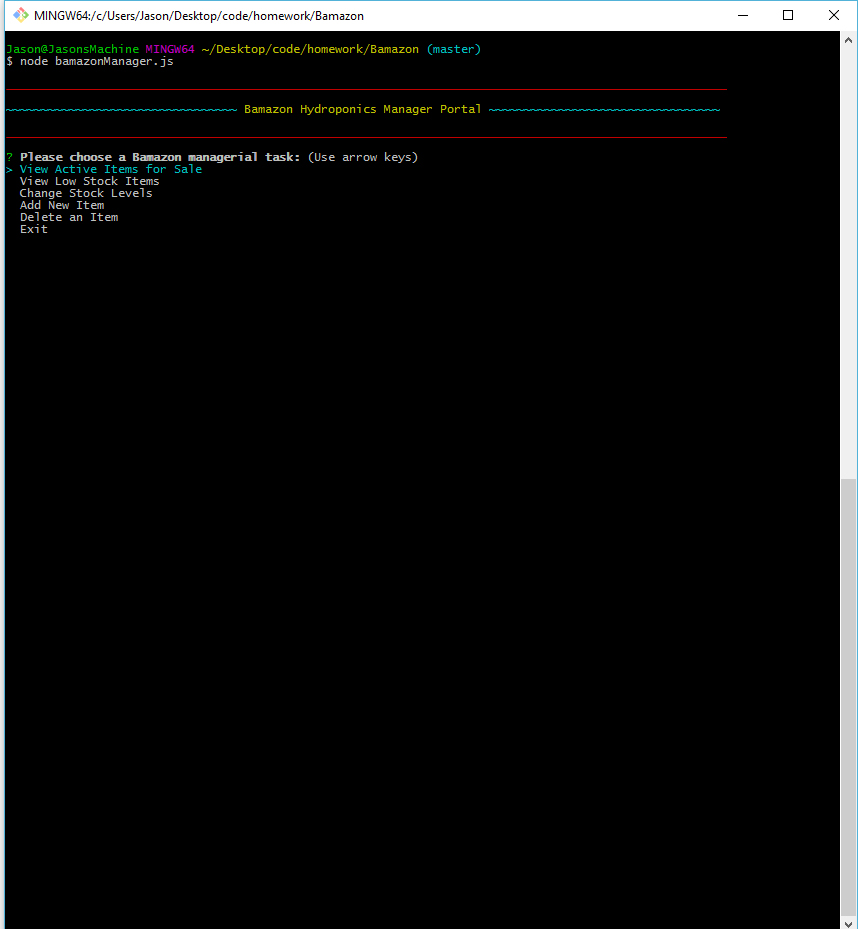 MINGW64:/c/Users/Jason/Desktop/code/homework/Bamazon
Jason@JasonsMachine MINGW64 ~/Desktop/code/homework/Bamazon (master)
$ node bamazonManager.js
~~~~~~~~~~~~~~~~~~~~~~~~~~~~~~~~~ Bamazon Hydroponics Manager Portal ~~~~~~~~~~~~~~~~~~~~~~~~~~~~~~~~~
? Please choose a Bamazon managerial task: (Use arrow keys)
> View Active Items for Sale
View Low Stock Items
Change Stock Levels
Add New Item
Delete an Item
Exit